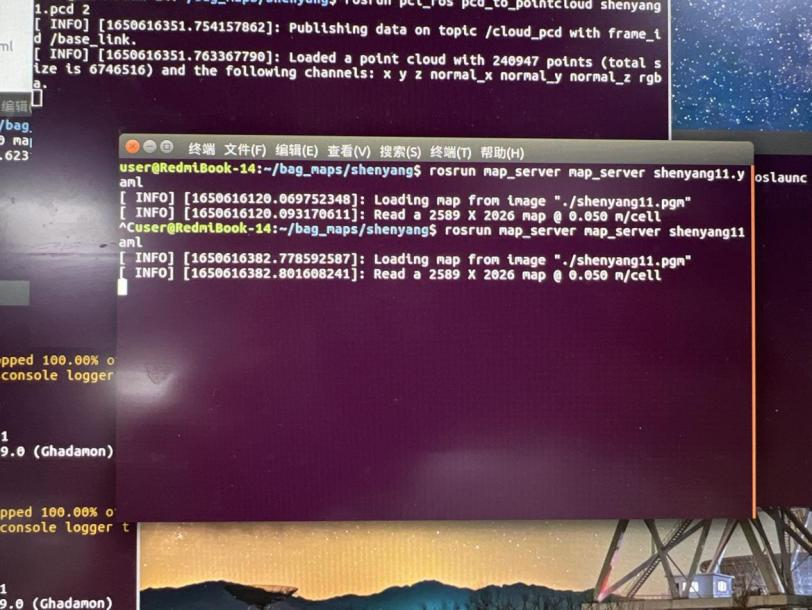 rosrun pcl_ros pcd_to_pointcloud shenyang
1.pcd 2
[ INFO] [1650616351.754157862]: Publishing data on topic /cloud_pcd with frame_i
d /base_link.
[ INFO] [1650616351.763367790]: Loaded a point cloud with 240947 points (total s
ize is 6746516) and the following channels: x y z normal_x normal_y normal_z rgb
a.
ml
编辑
/bag_
.623
终端 文件(F) 编辑(E) 查看(V) 搜索(S) 终端(T) 帮助(H)
user@RedmiBook-14:~/bag_maps/shenyang$ rosrun map_server map_server shenyang11.y
aml
[ INFO] [1650616120.069752348]: Loading map from image "./shenyang11.pgm"
[ INFO] [1650616120.093170611]: Read a 2589 X 2026 map @ 0.050 m/cell
^Cuser@RedmiBook-14:~/bag_maps/shenyang$ rosrun map_server map_server shenyang11
aml
[ INFO] [1650616382.778592587]: Loading map from image "./shenyang11.pgm"
[ INFO] [1650616382.801608241]: Read a 2589 X 2026 map @ 0.050 m/cell
oslaunc
opped 100.00% o
console logger
1
9.0 (Ghadamon)
opped 100.00% o
console logger t
1
9.0 (Ghadamon)